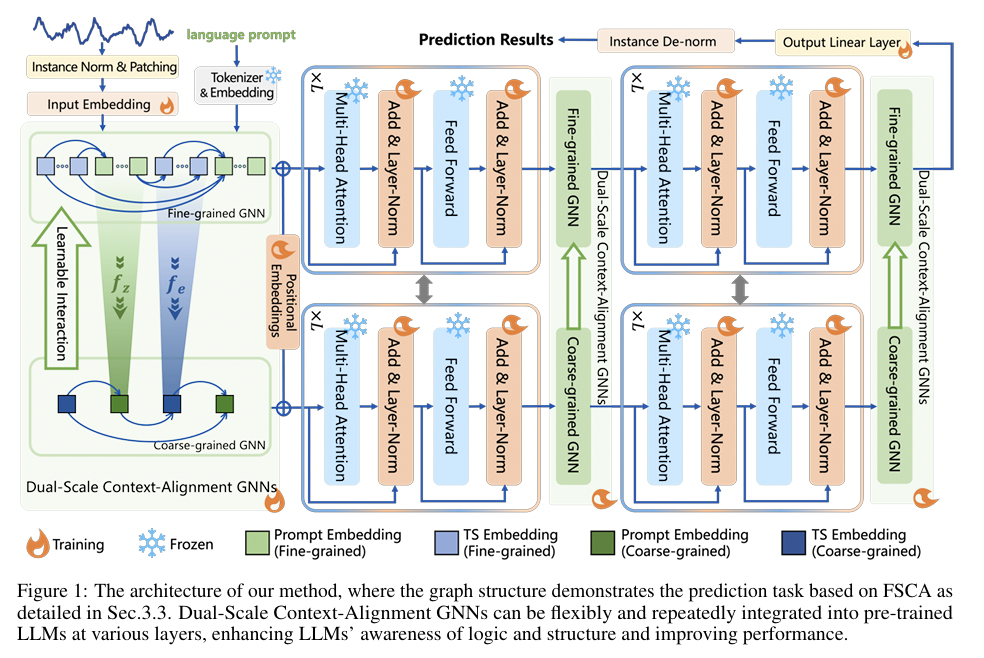 language prompt
Prediction Results
Instance De-norm
Output Linear Layer
Instance Norm & Patching
Tokenizer
& Embedding
Input Embedding
Fine-grained GNN
Learnable Interaction
f_z
f_e
Positional
Embeddings
Coarse-grained GNN
Dual-Scale Context-Alignment GNNs
×L
Multi-Head Attention
Add & Layer-Norm
Feed Forward
Add & Layer-Norm
Fine-grained GNN
Dual-Scale Context-Alignment GNNs
×L
Multi-Head Attention
Add & Layer-Norm
Feed Forward
Add & Layer-Norm
Fine-grained GNN
Dual-Scale Context-Alignment GNNs
×L
Multi-Head Attention
Add & Layer-Norm
Feed Forward
Add & Layer-Norm
Coarse-grained GNN
×L
Multi-Head Attention
Add & Layer-Norm
Feed Forward
Add & Layer-Norm
Coarse-grained GNN
Training
Frozen
Prompt Embedding
(Fine-grained)
TS Embedding
(Fine-grained)
Prompt Embedding
(Coarse-grained)
TS Embedding
(Coarse-grained)
Figure 1: The architecture of our method, where the graph structure demonstrates the prediction task based on FSCA as
detailed in Sec.3.3. Dual-Scale Context-Alignment GNNs can be flexibly and repeatedly integrated into pre-trained
LLMs at various layers, enhancing LLMs' awareness of logic and structure and improving performance.